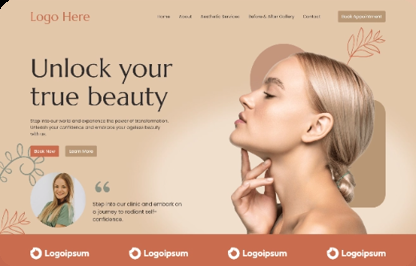 Logo Here
Home About Aesthetic Services Before & After Gallery Contact Book Appointment
Unlock your
true beauty
Step into our world and experience the power of transformation.
Unleash your confidence and embrace your ageless beauty
with us.
Book Now Learn More
“
Step into our clinic and embark on
a journey to radiant self-
confidence.
Logoipsum Logoipsum Logoipsum Logoipsum